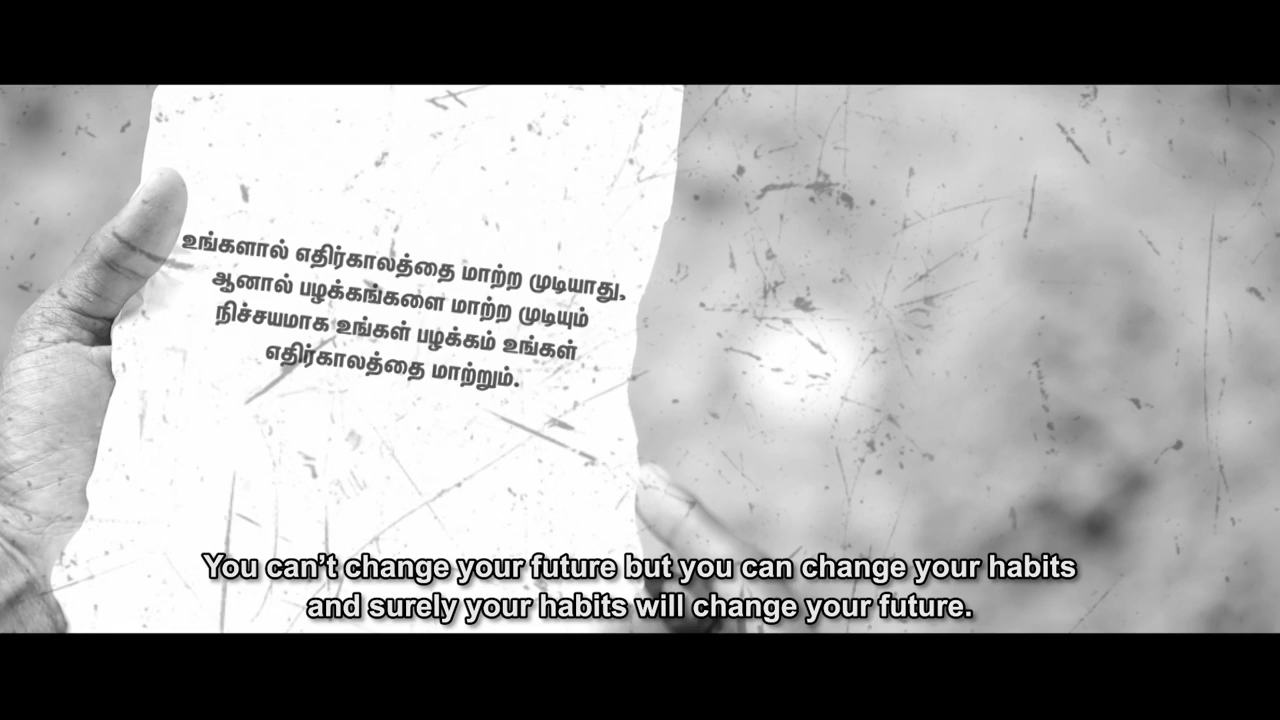 உங்களால் எதிர்காலத்தை மாற்ற முடியாது,
ஆனால் பழக்கங்களை மாற்ற முடியும்
நிச்சயமாக உங்கள் பழக்கம் உங்கள்
எதிர்காலத்தை மாற்றும்.
You can't change your future but you can change your habits
and surely your habits will change your future.